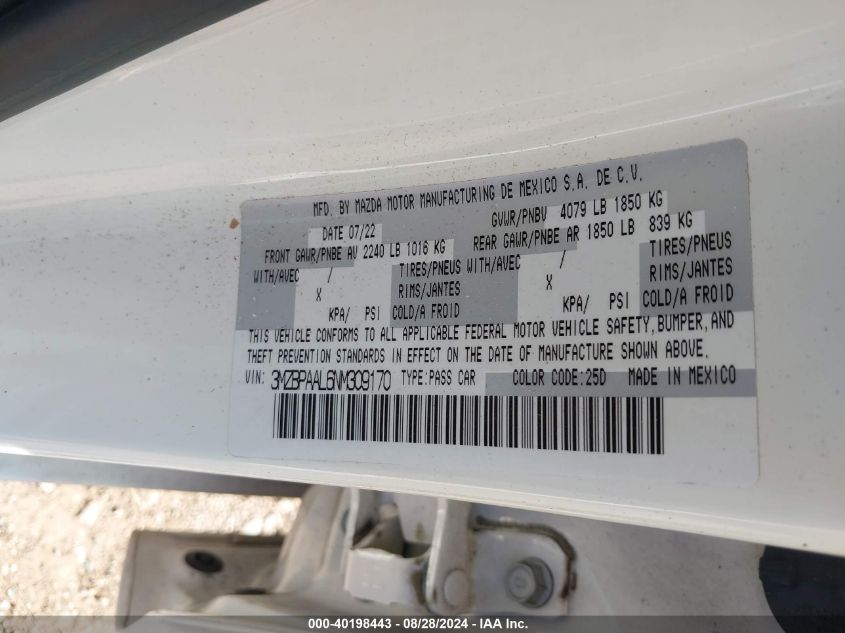 MFD. BY MAZDA MOTOR MANUFACTURING DE MEXICO S.A. DE C.V.
DATE 07/22 GVWR/PNBV 4079 LB 1850 KG
FRONT GAWR/PNBE AV 2240 LB 1016 KG REAR GAWR/PNBE AR 1850 LB 839 KG
WITH/AVEC / TIRES/PNEUS WITH/AVEC / TIRES/PNEUS
X RIMS/JANTES X RIMS/JANTES
KPA/ PSI COLD/A FROID KPA/ PSI COLD/A FROID
THIS VEHICLE CONFORMS TO ALL APPLICABLE FEDERAL MOTOR VEHICLE SAFETY, BUMPER, AND
THEFT PREVENTION STANDARDS IN EFFECT ON THE DATE OF MANUFACTURE SHOWN ABOVE.
VIN: 3MZBPAAL6NM309170 TYPE:PASS CAR COLOR CODE:25D MADE IN MEXICO
000-40198443 - 08/28/2024 - IAA Inc.